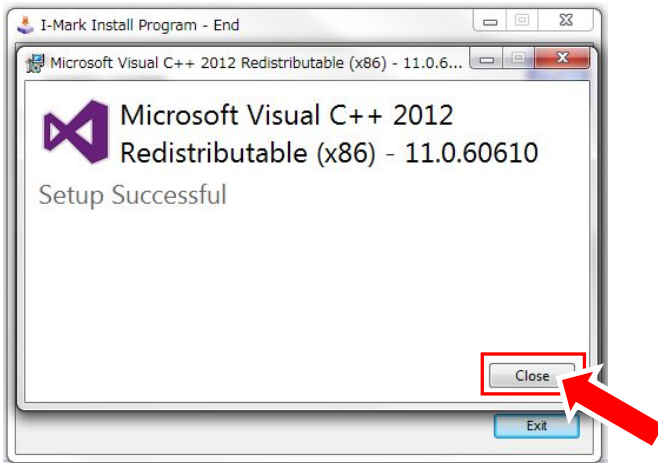 I-Mark Install Program - End
Microsoft Visual C++ 2012 Redistributable (x86) - 11.0.6...
Microsoft Visual C++ 2012
Redistributable (x86) - 11.0.60610
Setup Successful
Close
Exit